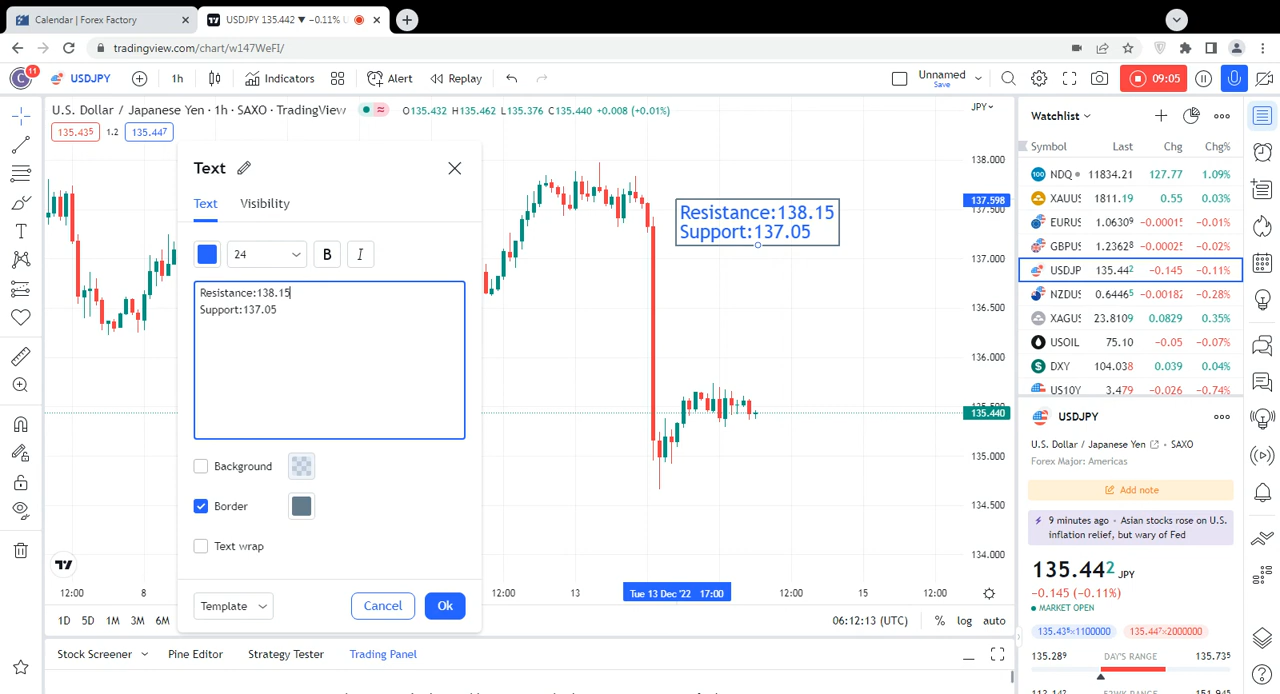 Calendar | Forex Factory
USDJPY 135.442 ▼ −0.11% U
tradingview.com/chart/w147WeFI/
C 11 USDJPY 1h Indicators Alert Replay Unnamed Save 09:05
U.S. Dollar / Japanese Yen · 1h · SAXO · TradingView O135.432 H135.462 L135.376 C135.440 +0.008 (+0.01%) JPY
135.435 1.2 135.447
Text
Text Visibility
24 B I
Resistance:138.15
Support:137.05
Background
Border
Text wrap
Template Cancel Ok
Resistance:138.15
Support:137.05
138.000
137.598
137.500
137.000
136.500
136.000
135.500
135.440
135.000
134.500
134.000
12:00 8 12:00 13 Tue 13 Dec '22 17:00 12:00 15 12:00
1D 5D 1M 3M 6M 06:12:13 (UTC) % log auto
Stock Screener Pine Editor Strategy Tester Trading Panel
Watchlist
Symbol Last Chg Chg%
100 NDQ 11834.21 127.77 1.09%
XAUUS 1811.19 0.55 0.03%
EURUS 1.06309 −0.00015 −0.01%
GBPUS 1.23628 −0.00025 −0.02%
USDJP 135.442 −0.145 −0.11%
NZDUS 0.64465 −0.00182 −0.28%
XAGUS 23.8109 0.0829 0.35%
USOIL 75.10 −0.05 −0.07%
DXY 104.038 0.039 0.04%
US10Y 3.479 −0.026 −0.74%
USDJPY
U.S. Dollar / Japanese Yen · SAXO
Forex Major: Americas
Add note
9 minutes ago · Asian stocks rose on U.S.
inflation relief, but wary of Fed
135.442 JPY
−0.145 (−0.11%)
MARKET OPEN
135.435×1100000 135.447×2000000
135.289 DAY'S RANGE 135.735